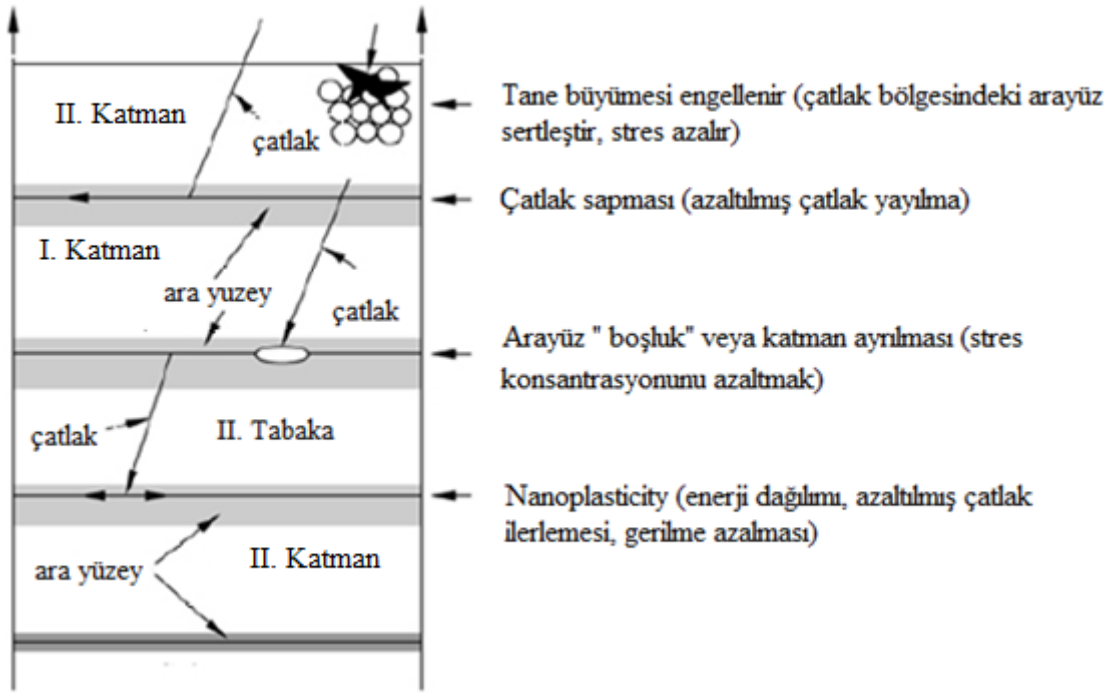 II. Katman
çatlak
Tane büyümesi engellenir (çatlak bölgesindeki arayüz
sertleştir, stres azalır)
Çatlak sapması (azaltılmış çatlak yayılma)
I. Katman
ara yuzey
çatlak
Arayüz " boşluk" veya katman ayrılması (stres
konsantrasyonunu azaltmak)
çatlak
II. Tabaka
Nanoplasticity (enerji dağılımı, azaltılmış çatlak
ilerlemesi, gerilme azalması)
ara yüzey
II. Katman